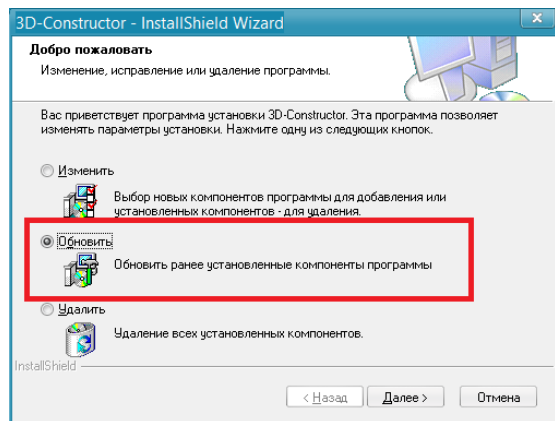 3D-Constructor - InstallShield Wizard
Добро пожаловать
Изменение, исправление или удаление программы.
Вас приветствует программа установки 3D-Constructor. Эта программа позволяет
изменять параметры установки. Нажмите одну из следующих кнопок.
Изменить
Выбор новых компонентов программы для добавления или
установленных компонентов - для удаления.
Обновить
Обновить ранее установленные компоненты программы
Удалить
Удаление всех установленных компонентов.
InstallShield
< Назад Далее > Отмена